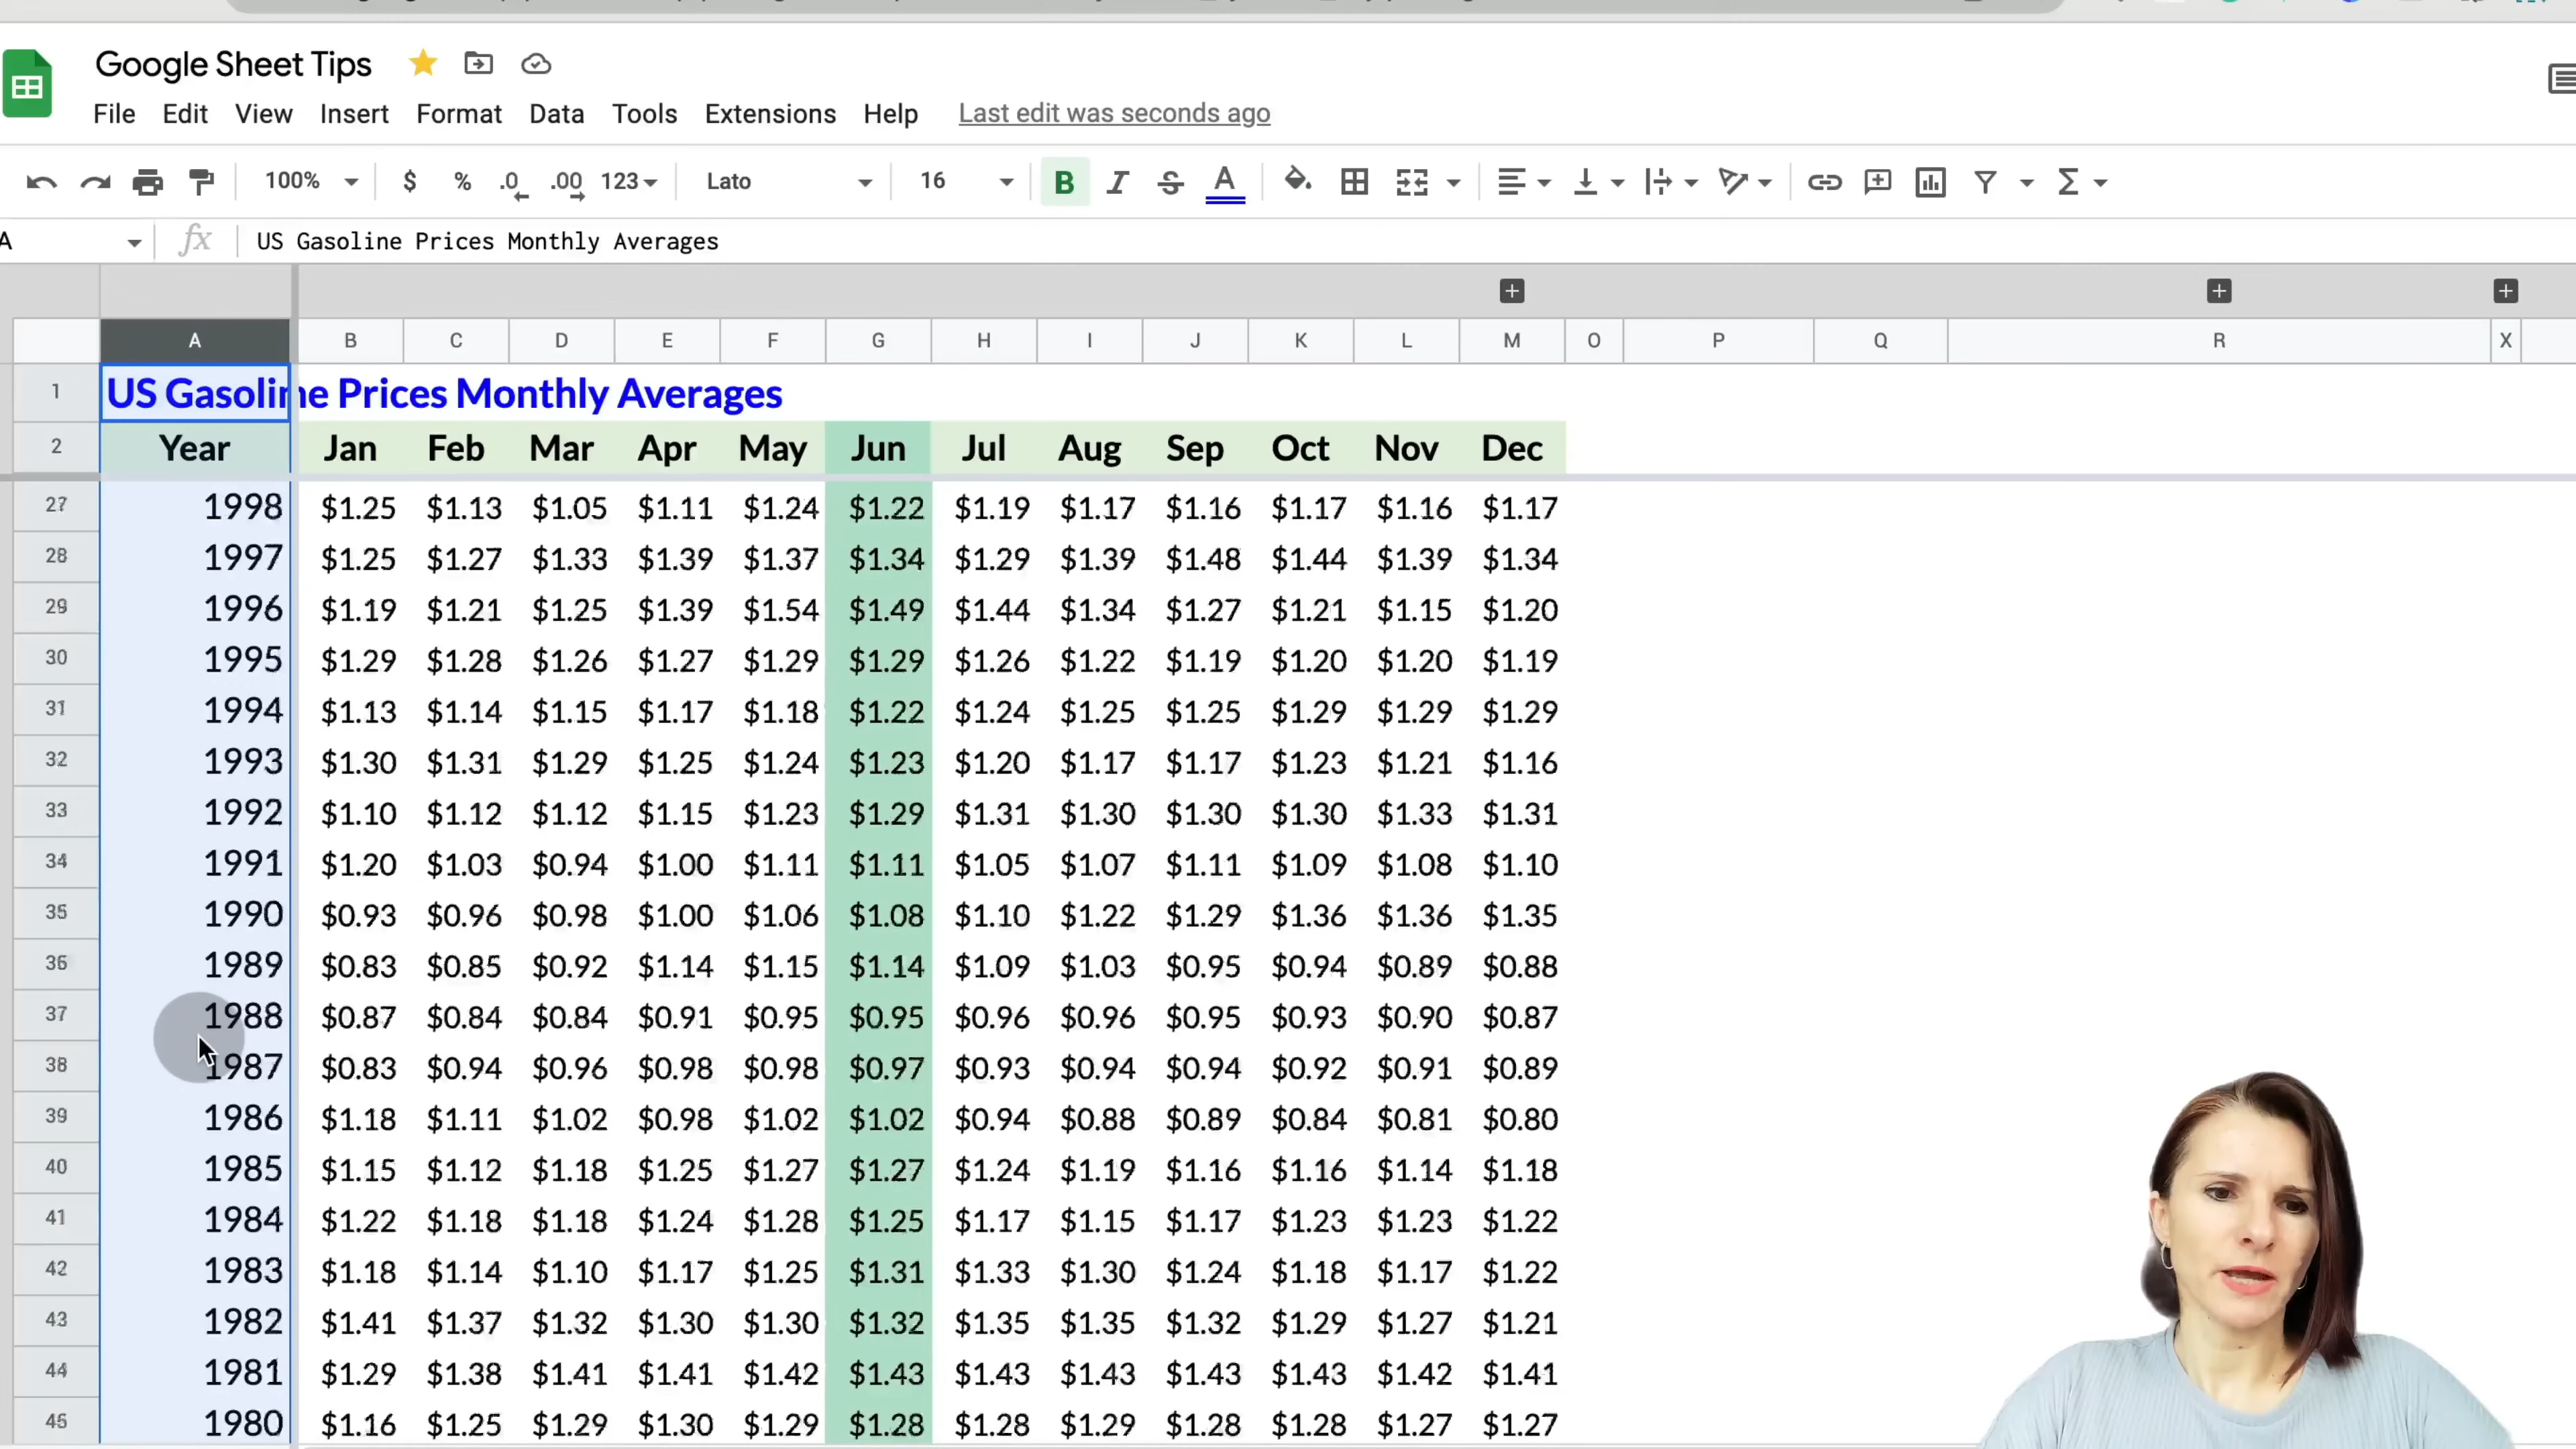 Google Sheet Tips
File Edit View Insert Format Data Tools Extensions Help Last edit was seconds ago
100% $ % .0 .00 123 Lato 16 B I S A Σ
A fx US Gasoline Prices Monthly Averages
A B C D E F G H I J K L M O P Q R X
1 US Gasoline Prices Monthly Averages
2 Year Jan Feb Mar Apr May Jun Jul Aug Sep Oct Nov Dec
27 1998 $1.25 $1.13 $1.05 $1.11 $1.24 $1.22 $1.19 $1.17 $1.16 $1.17 $1.16 $1.17
28 1997 $1.25 $1.27 $1.33 $1.39 $1.37 $1.34 $1.29 $1.39 $1.48 $1.44 $1.39 $1.34
29 1996 $1.19 $1.21 $1.25 $1.39 $1.54 $1.49 $1.44 $1.34 $1.27 $1.21 $1.15 $1.20
30 1995 $1.29 $1.28 $1.26 $1.27 $1.29 $1.29 $1.26 $1.22 $1.19 $1.20 $1.20 $1.19
31 1994 $1.13 $1.14 $1.15 $1.17 $1.18 $1.22 $1.24 $1.25 $1.25 $1.29 $1.29 $1.29
32 1993 $1.30 $1.31 $1.29 $1.25 $1.24 $1.23 $1.20 $1.17 $1.17 $1.23 $1.21 $1.16
33 1992 $1.10 $1.12 $1.12 $1.15 $1.23 $1.29 $1.31 $1.30 $1.30 $1.30 $1.33 $1.31
34 1991 $1.20 $1.03 $0.94 $1.00 $1.11 $1.11 $1.05 $1.07 $1.11 $1.09 $1.08 $1.10
35 1990 $0.93 $0.96 $0.98 $1.00 $1.06 $1.08 $1.10 $1.22 $1.29 $1.36 $1.36 $1.35
36 1989 $0.83 $0.85 $0.92 $1.14 $1.15 $1.14 $1.09 $1.03 $0.95 $0.94 $0.89 $0.88
37 1988 $0.87 $0.84 $0.84 $0.91 $0.95 $0.95 $0.96 $0.96 $0.95 $0.93 $0.90 $0.87
38 1987 $0.83 $0.94 $0.96 $0.98 $0.98 $0.97 $0.93 $0.94 $0.94 $0.92 $0.91 $0.89
39 1986 $1.18 $1.11 $1.02 $0.98 $1.02 $1.02 $0.94 $0.88 $0.89 $0.84 $0.81 $0.80
40 1985 $1.15 $1.12 $1.18 $1.25 $1.27 $1.27 $1.24 $1.19 $1.16 $1.16 $1.14 $1.18
41 1984 $1.22 $1.18 $1.18 $1.24 $1.28 $1.25 $1.17 $1.15 $1.17 $1.23 $1.23 $1.22
42 1983 $1.18 $1.14 $1.10 $1.17 $1.25 $1.31 $1.33 $1.30 $1.24 $1.18 $1.17 $1.22
43 1982 $1.41 $1.37 $1.32 $1.30 $1.30 $1.32 $1.35 $1.35 $1.32 $1.29 $1.27 $1.21
44 1981 $1.29 $1.38 $1.41 $1.41 $1.42 $1.43 $1.43 $1.43 $1.43 $1.43 $1.42 $1.41
45 1980 $1.16 $1.25 $1.29 $1.30 $1.29 $1.28 $1.28 $1.29 $1.28 $1.28 $1.27 $1.27